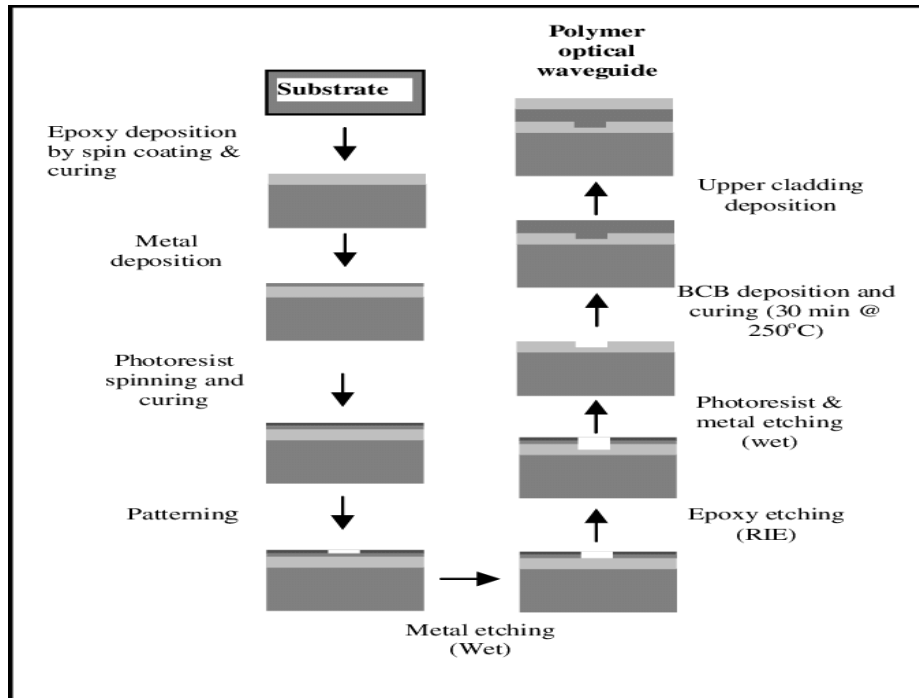 Substrate
Epoxy deposition
by spin coating &
curing
Metal
deposition
Photoresist
spinning and
curing
Patterning
Metal etching
(Wet)
Epoxy etching
(RIE)
Photoresist &
metal etching
(wet)
BCB deposition and
curing (30 min @
250°C)
Upper cladding
deposition
Polymer
optical
waveguide